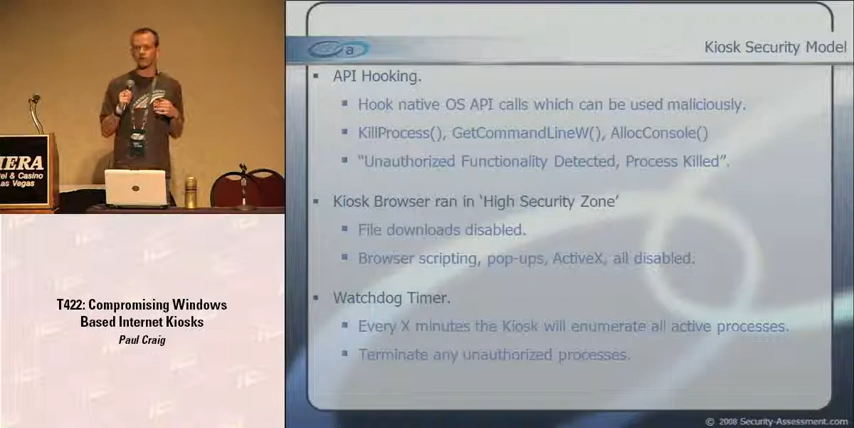 IERA
el & Casino
as Vegas
T422: Compromising Windows
Based Internet Kiosks
Paul Craig
a
Kiosk Security Model
API Hooking.
Hook native OS API calls which can be used maliciously.
KillProcess(), GetCommandLineW(), AllocConsole()
"Unauthorized Functionality Detected, Process Killed".
Kiosk Browser ran in 'High Security Zone'
File downloads disabled.
Browser scripting, pop-ups, ActiveX, all disabled.
Watchdog Timer.
Every X minutes the Kiosk will enumerate all active processes.
Terminate any unauthorized processes.
© 2008 Security-Assessment.com